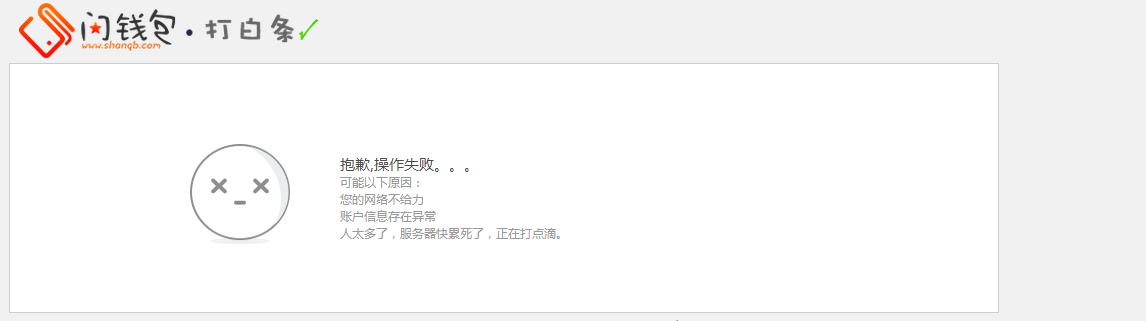 闪钱包·打白条
www.shanqb.com
抱歉,操作失败。。。
可能以下原因：
您的网络不给力
账户信息存在异常
人太多了，服务器快累死了，正在打点滴。